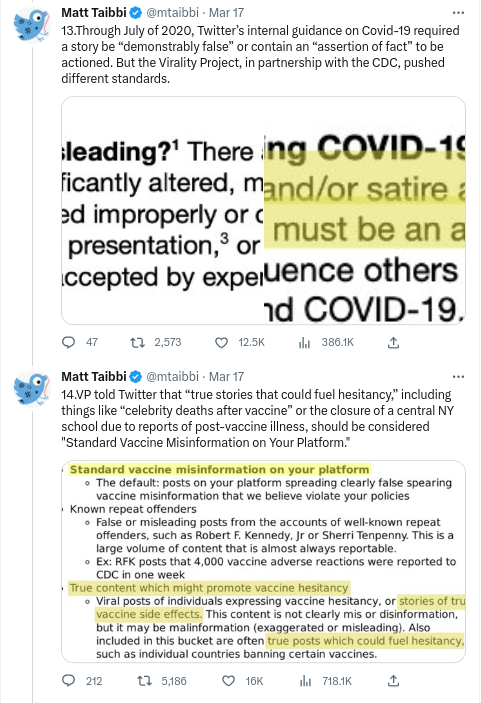 Matt Taibbi @mtaibbi · Mar 17
13.Through July of 2020, Twitter's internal guidance on Covid-19 required
a story be “demonstrably false” or contain an “assertion of fact” to be
actioned. But the Virality Project, in partnership with the CDC, pushed
different standards.
sleading?¹ There
ficantly altered, m
ed improperly or
presentation,³ or
ccepted by exper
ing COVID-19
and/or satire
must be an a
uence others
nd COVID-19.
47 2,573 12.5K 386.1K
Matt Taibbi @mtaibbi · Mar 17
14.VP told Twitter that “true stories that could fuel hesitancy,” including
things like “celebrity deaths after vaccine” or the closure of a central NY
school due to reports of post-vaccine illness, should be considered
"Standard Vaccine Misinformation on Your Platform."
Standard vaccine misinformation on your platform
The default: posts on your platform spreading clearly false spearing
vaccine misinformation that we believe violate your policies
Known repeat offenders
False or misleading posts from the accounts of well-known repeat
offenders, such as Robert F. Kennedy, Jr or Sherri Tenpenny. This is a
large volume of content that is almost always reportable.
Ex: RFK posts that 4,000 vaccine adverse reactions were reported to
CDC in one week
True content which might promote vaccine hesitancy
Viral posts of individuals expressing vaccine hesitancy, or stories of tru
vaccine side effects. This content is not clearly mis or disinformation,
but it may be malinformation (exaggerated or misleading). Also
included in this bucket are often true posts which could fuel hesitancy,
such as individual countries banning certain vaccines.
212 5,186 16K 718.1K